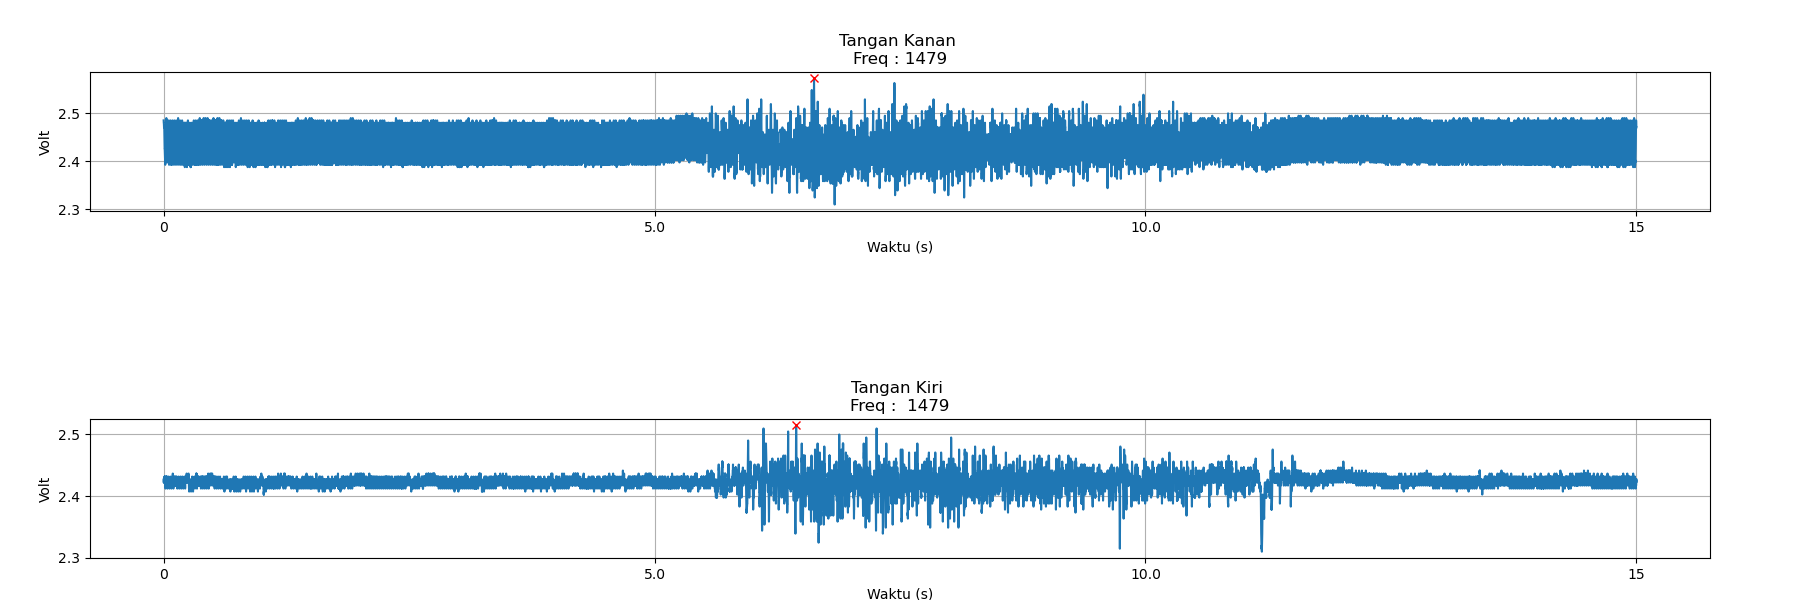 Tangan Kanan
Freq : 1479
2.5
2.4
2.3
Volt
0 5.0 10.0 15
Waktu (s)
Tangan Kiri
Freq :  1479
2.5
2.4
2.3
Volt
0 5.0 10.0 15
Waktu (s)